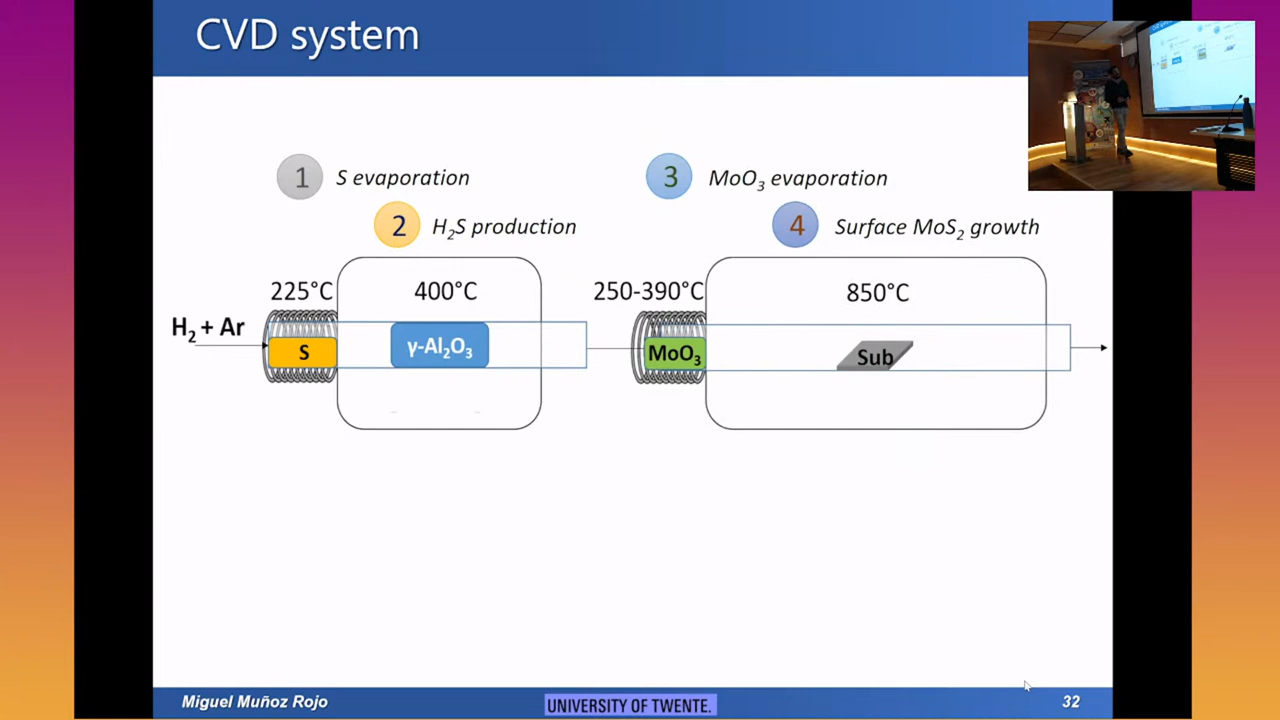 CVD system
1 S evaporation
2 H₂S production
3 MoO₃ evaporation
4 Surface MoS₂ growth
225°C
400°C
250-390°C
850°C
H₂ + Ar
S
γ-Al₂O₃
MoO₃
Sub
Miguel Muñoz Rojo
UNIVERSITY OF TWENTE.
32